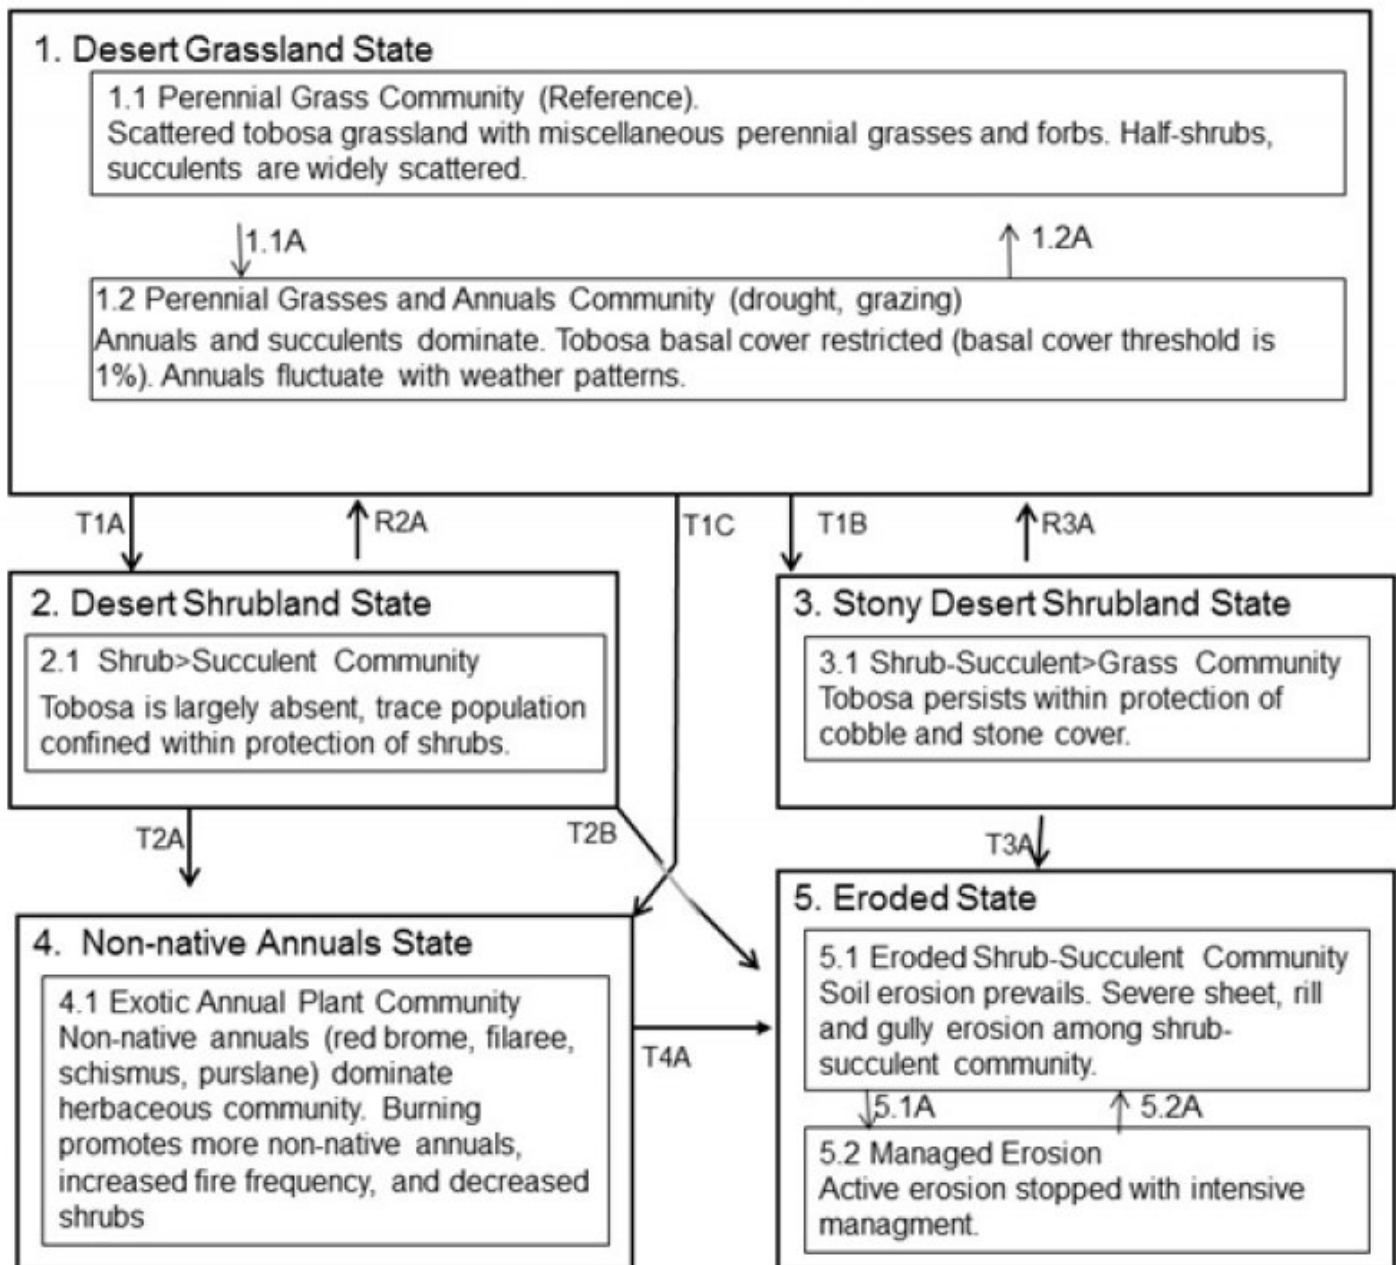 1. Desert Grassland State
1.1 Perennial Grass Community (Reference).
Scattered tobosa grassland with miscellaneous perennial grasses and forbs. Half-shrubs,
succulents are widely scattered.
1.1A
1.2A
1.2 Perennial Grasses and Annuals Community (drought, grazing)
Annuals and succulents dominate. Tobosa basal cover restricted (basal cover threshold is
1%). Annuals fluctuate with weather patterns.
T1A
R2A
T1C
T1B
R3A
2. Desert Shrubland State
2.1 Shrub>Succulent Community
Tobosa is largely absent, trace population
confined within protection of shrubs.
3. Stony Desert Shrubland State
3.1 Shrub-Succulent>Grass Community
Tobosa persists within protection of
cobble and stone cover.
T2A
T2B
T3A
4. Non-native Annuals State
4.1 Exotic Annual Plant Community
Non-native annuals (red brome, filaree,
schismus, purslane) dominate
herbaceous community. Burning
promotes more non-native annuals,
increased fire frequency, and decreased
shrubs
T4A
5. Eroded State
5.1 Eroded Shrub-Succulent Community
Soil erosion prevails. Severe sheet, rill
and gully erosion among shrub-
succulent community.
5.1A
5.2A
5.2 Managed Erosion
Active erosion stopped with intensive
managment.